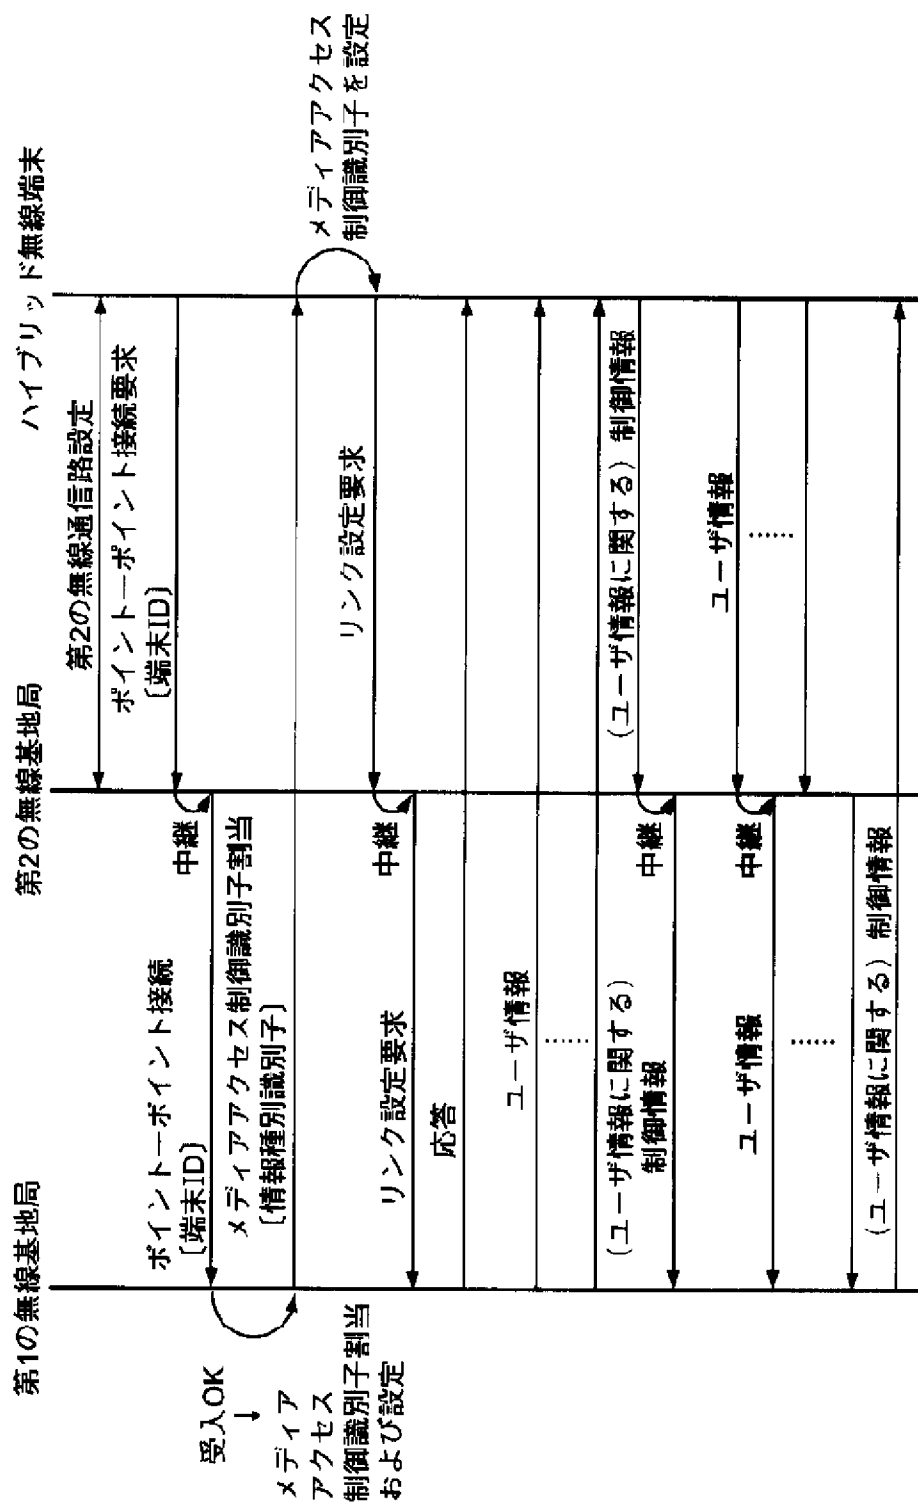 第1の無線基地局
第2の無線基地局
ハイブリッド無線端末
第2の無線通信路設定
ポイントーポイント接続要求
〔端末ID〕
中継
ポイントーポイント接続
〔端末ID〕
受入OK
↓
メディア
アクセス
制御識別子割当
および設定
メディアアクセス制御識別子割当
〔情報種別識別子〕
メディアアクセス
制御識別子を設定
リンク設定要求
中継
リンク設定要求
応答
ユーザ情報
……
(ユーザ情報に関する) 制御情報
中継
(ユーザ情報に関する)
制御情報
ユーザ情報
……
中継
ユーザ情報
……
(ユーザ情報に関する) 制御情報